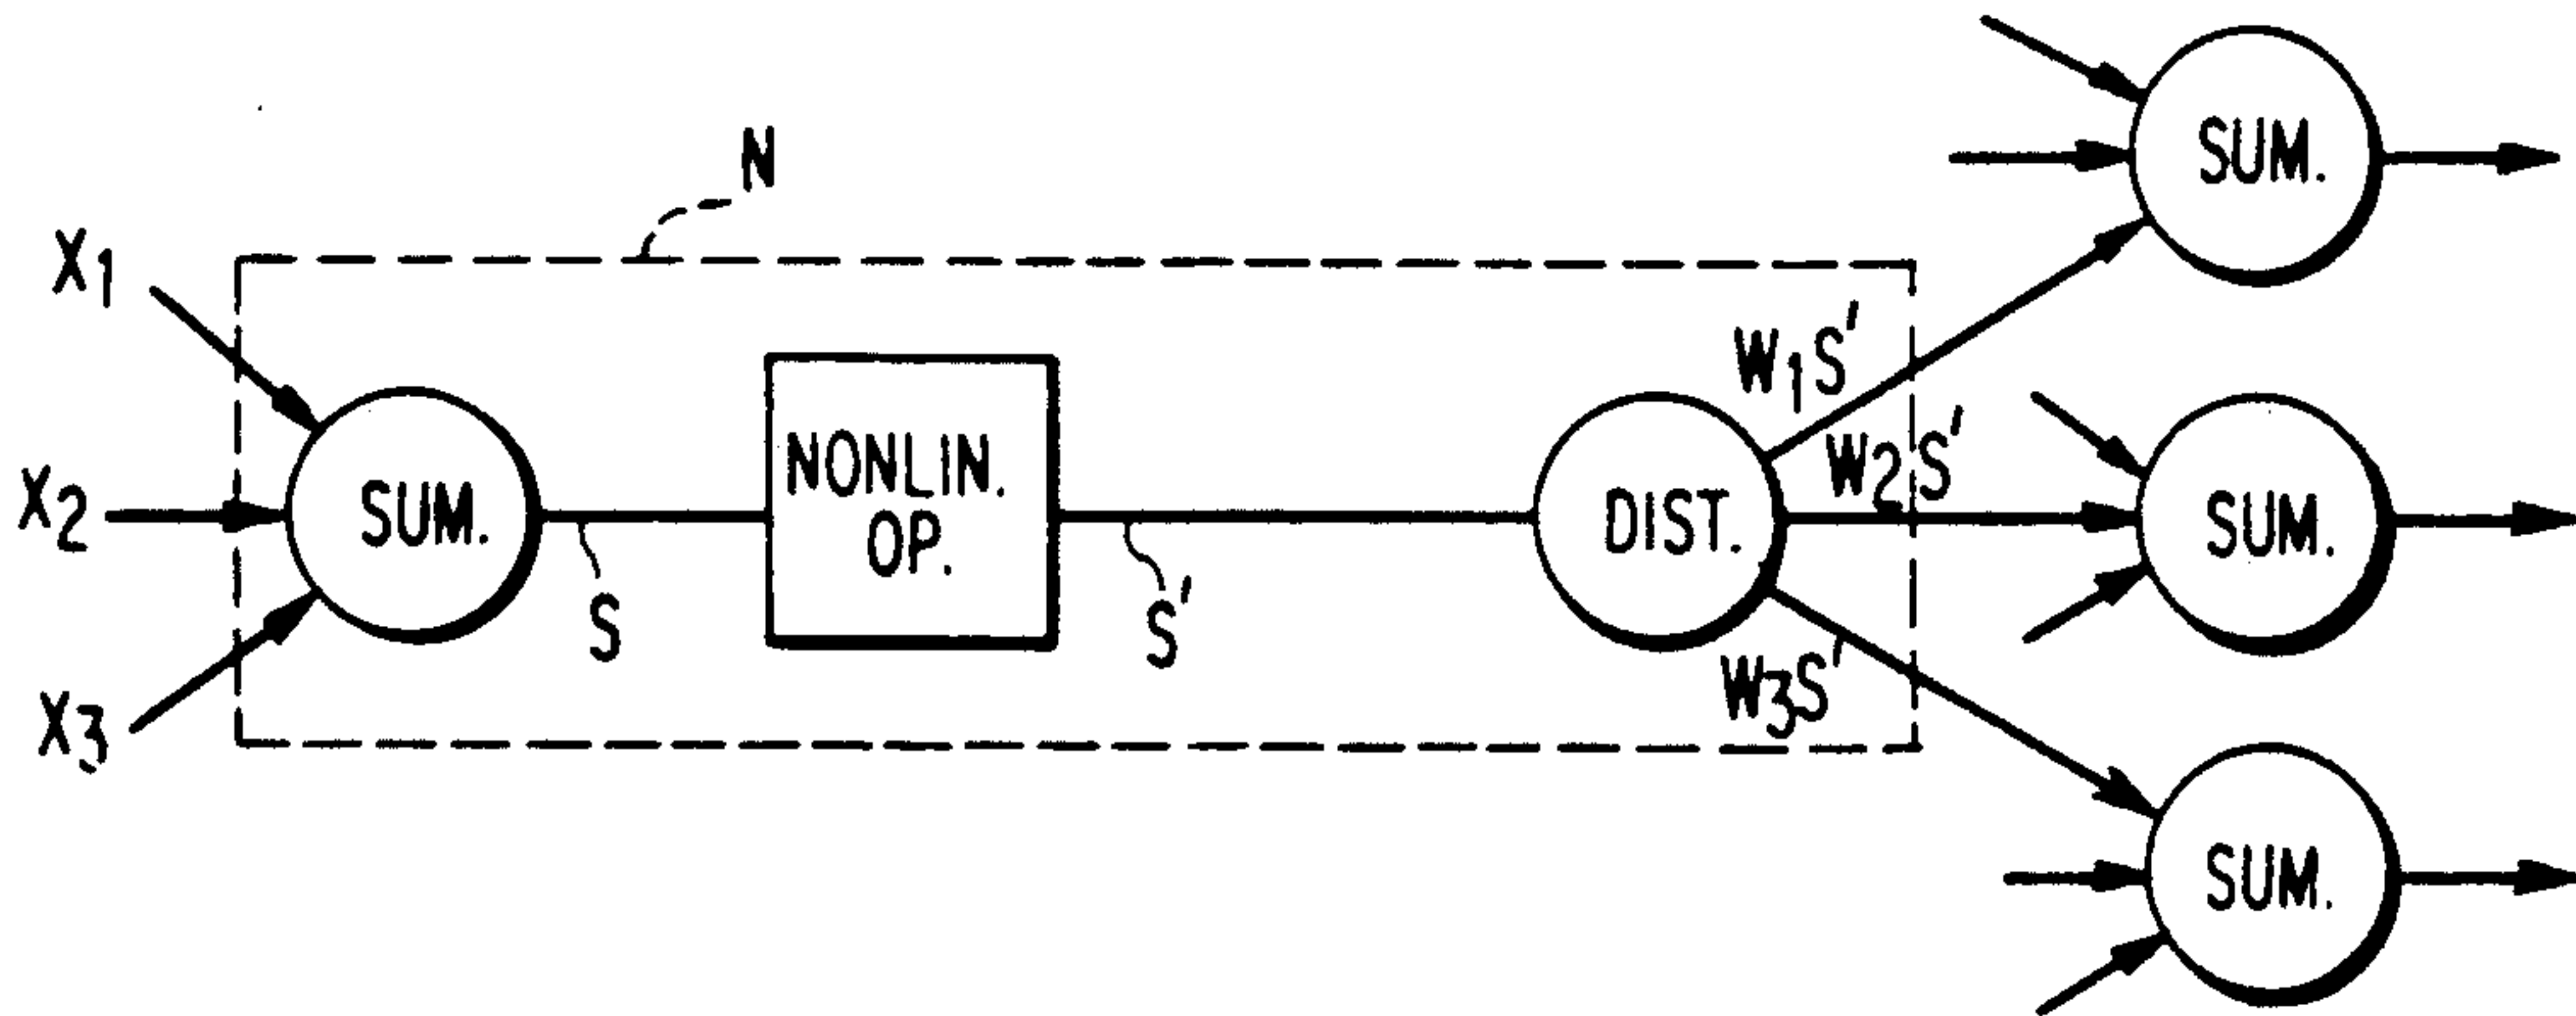 N
X1
X2
X3
SUM.
S
NONLIN.
OP.
S'
DIST.
W1S'
W2S'
W3S'
SUM.
SUM.
SUM.